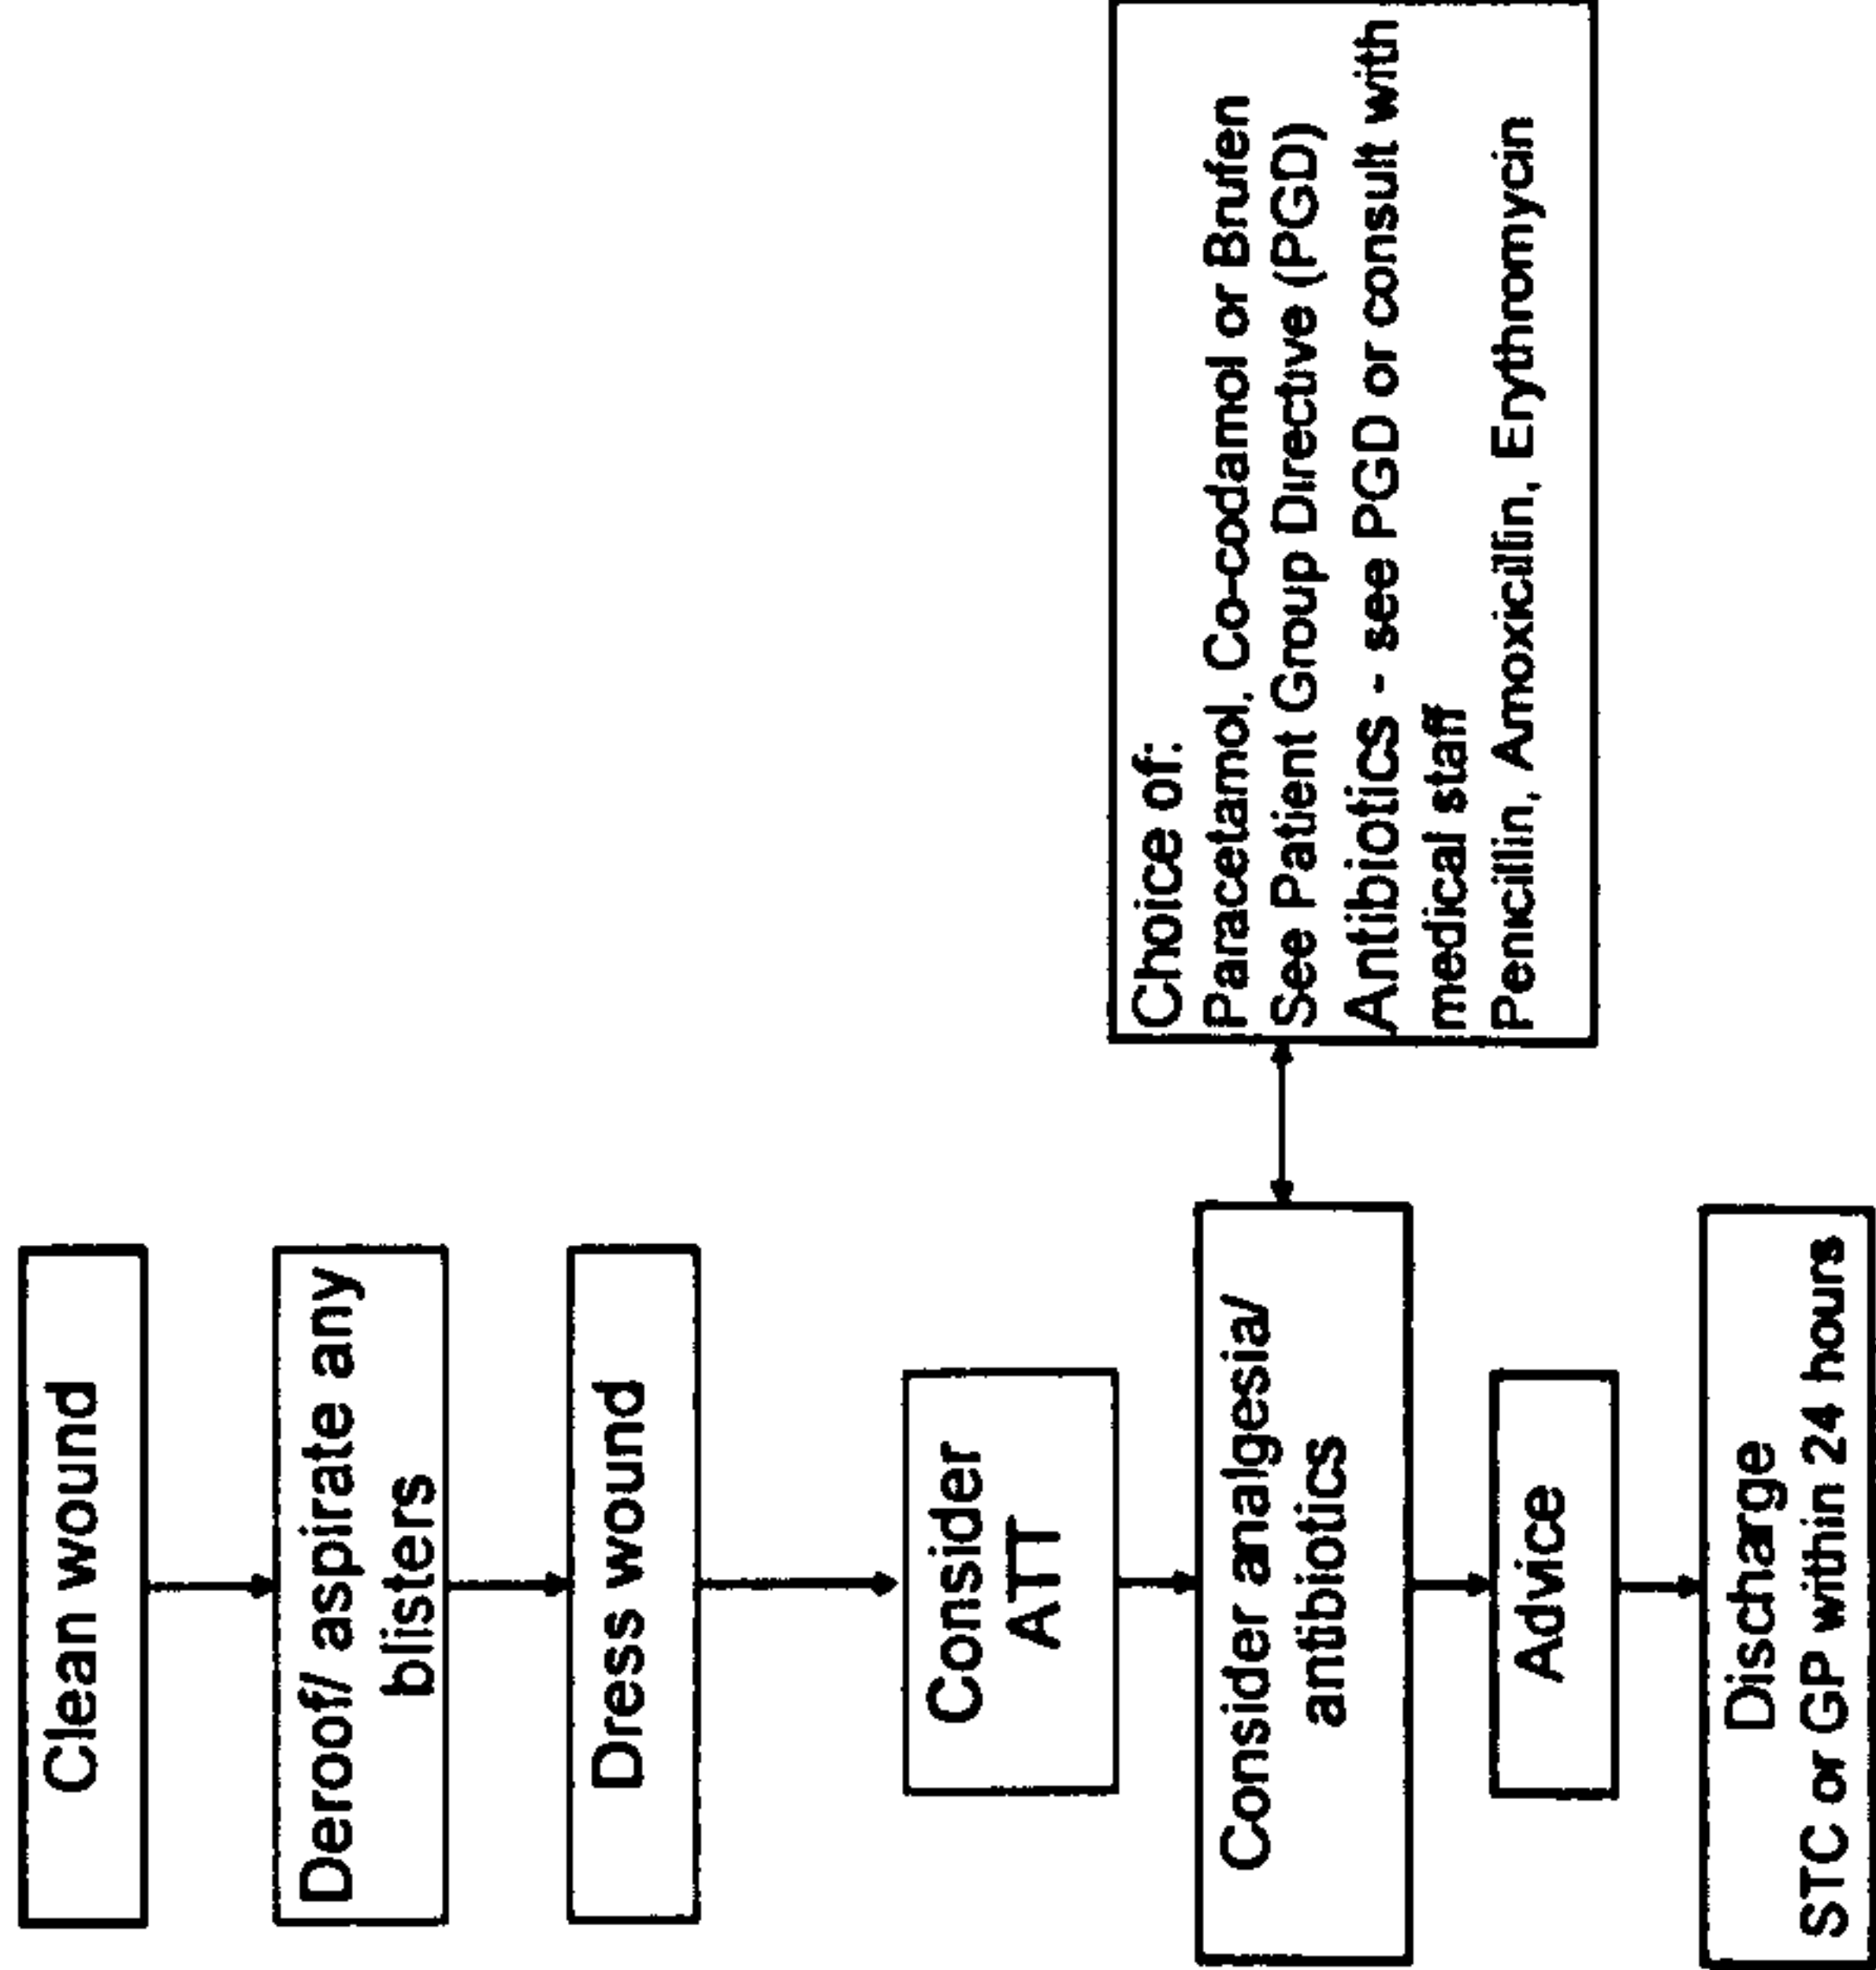 Clean wound
Deroof/ aspirate any
blisters
Dress wound
Consider
ATT
Consider analgesia/
antibiotics
Choice of:
Paracetamol, Co-codamol or Brufen
See Patient Group Directive (PGD)
Antibiotics - see PGD or consult with
medical staff
Penicillin, Amoxicillin, Erythromycin
Advice
Discharge
STC or GP within 24 hours